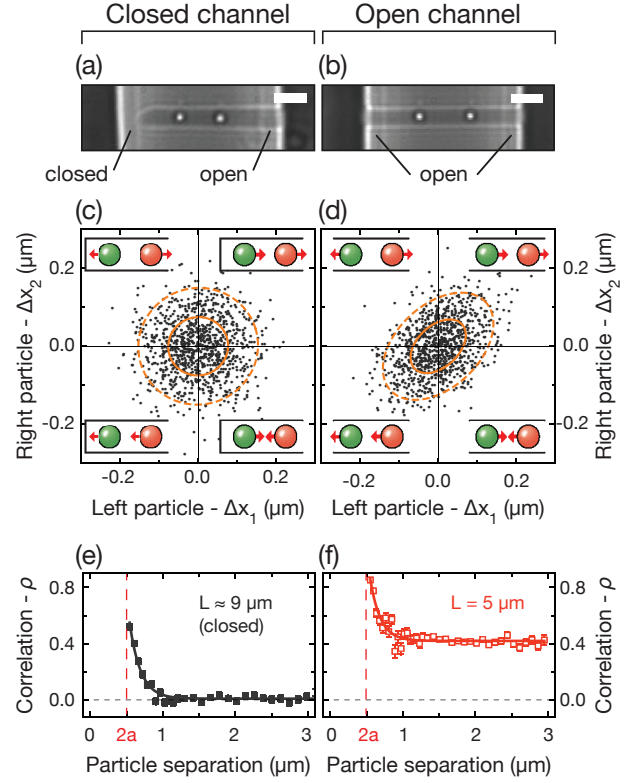 Closed channel Open channel
(a) (b)
closed open open
(c) (d)
Right particle - Δx₂ (µm) 0.2 0.0 -0.2
0.2 0.0 -0.2 Right particle - Δx₂ (µm)
-0.2 0.0 0.2 -0.2 0.0 0.2
Left particle - Δx₁ (µm) Left particle - Δx₁ (µm)
(e) (f)
Correlation - ρ 0.8 0.4 0.0
L ≈ 9 µm
(closed)
L = 5 µm
0.8 0.4 0.0 Correlation - ρ
0 2a 1 2 3 0 2a 1 2 3
Particle separation (µm) Particle separation (µm)